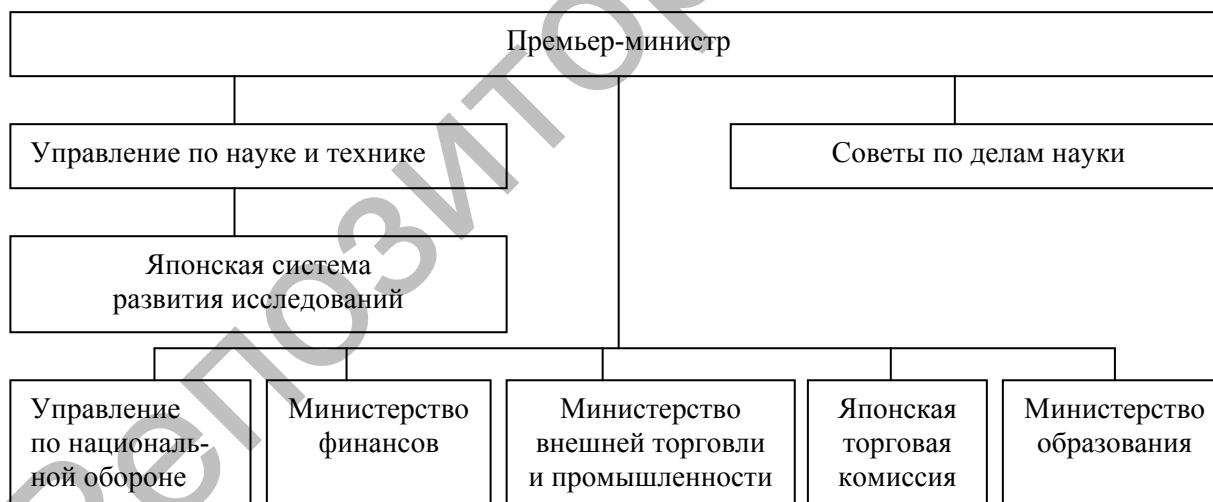 Премьер-министр
Управление по науке и технике
Советы по делам науки
Японская система
развития исследований
Управление
по националь-
ной обороне
Министерство
финансов
Министерство
внешней торговли
и промышленности
Японская
торговая
комиссия
Министерство
образования